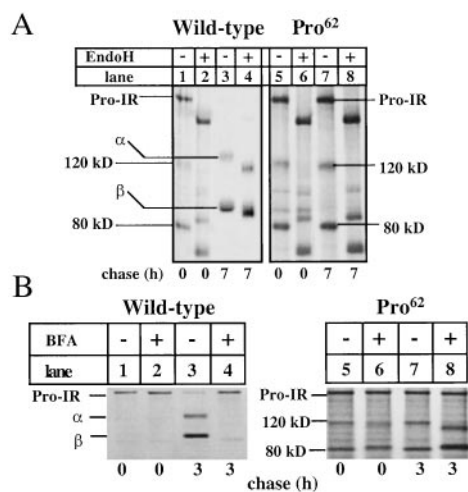 A
Wild-type Pro62
EndoH - + - + - + - +
lane 1 2 3 4 5 6 7 8
Pro-IR Pro-IR
α
120 kD 120 kD
β
80 kD 80 kD
chase (h) 0 0 7 7 0 0 7 7
B
Wild-type Pro62
BFA - + - + - + - +
lane 1 2 3 4 5 6 7 8
Pro-IR Pro-IR
α 120 kD
β 80 kD
0 0 3 3 0 0 3 3
chase (h)